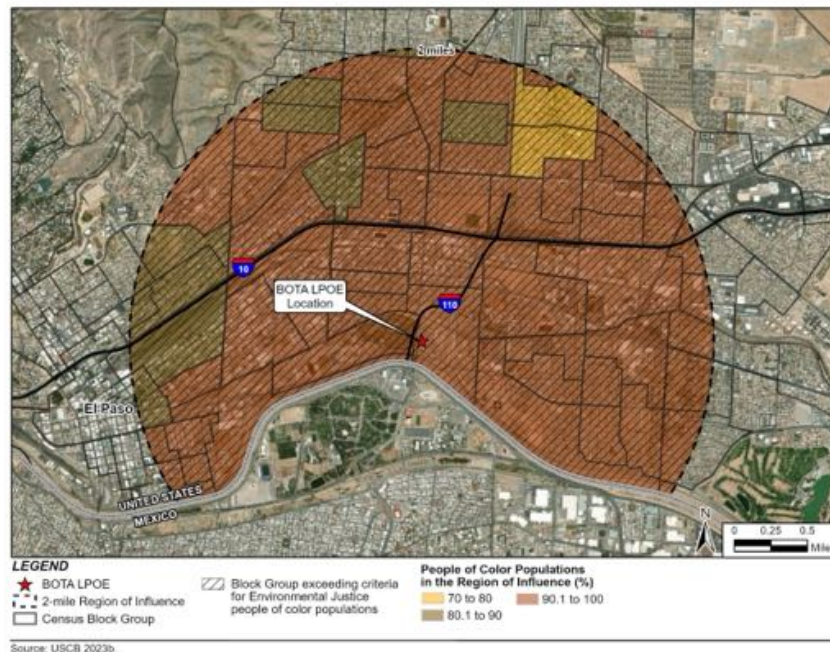 2 miles
10
BOTA LPOE
Location
110
El Paso
UNITED STATES
MEXICO
N
0 0.25 0.5
Mile
LEGEND
BOTA LPOE
2-mile Region of Influence
Census Block Group
Block Group exceeding criteria
for Environmental Justice
people of color populations
People of Color Populations
in the Region of Influence (%)
70 to 80
90.1 to 100
80.1 to 90
Source: USCB 2023b